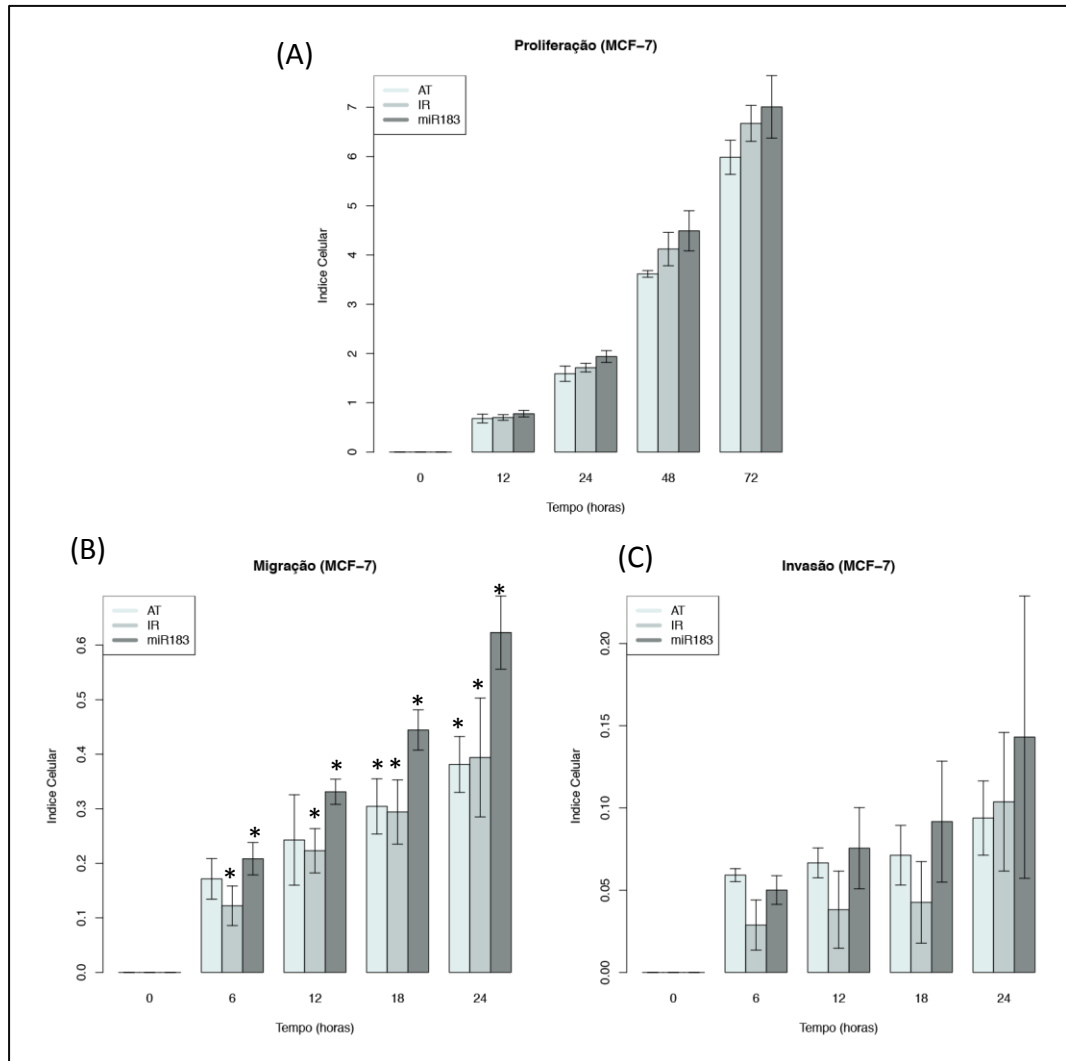 (A)
Proliferação (MCF-7)
AT
IR
miR183
Indice Celular
7
6
5
4
3
2
1
0
0 12 24 48 72
Tempo (horas)
(B)
Migração (MCF-7)
AT
IR
miR183
Indice Celular
0.6
0.5
0.4
0.3
0.2
0.1
0.0
* * * * * * * * * *
0 6 12 18 24
Tempo (horas)
(C)
Invasão (MCF-7)
AT
IR
miR183
Indice Celular
0.20
0.15
0.10
0.05
0.00
0 6 12 18 24
Tempo (horas)